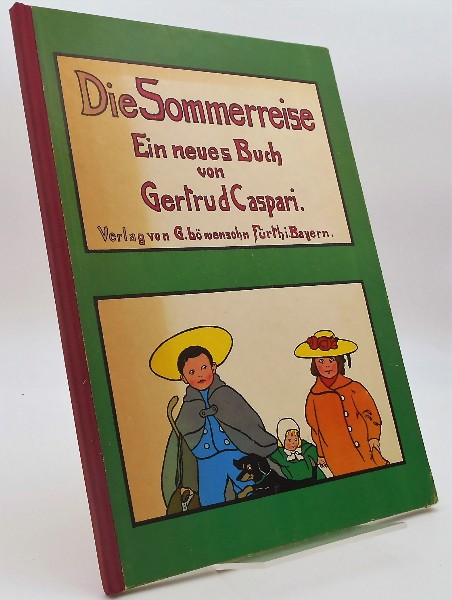 Die Sommerreise
Ein neues Buch
von
Gertrud Caspari.
Verlag von G. Löwensohn Fürth i. Bayern.